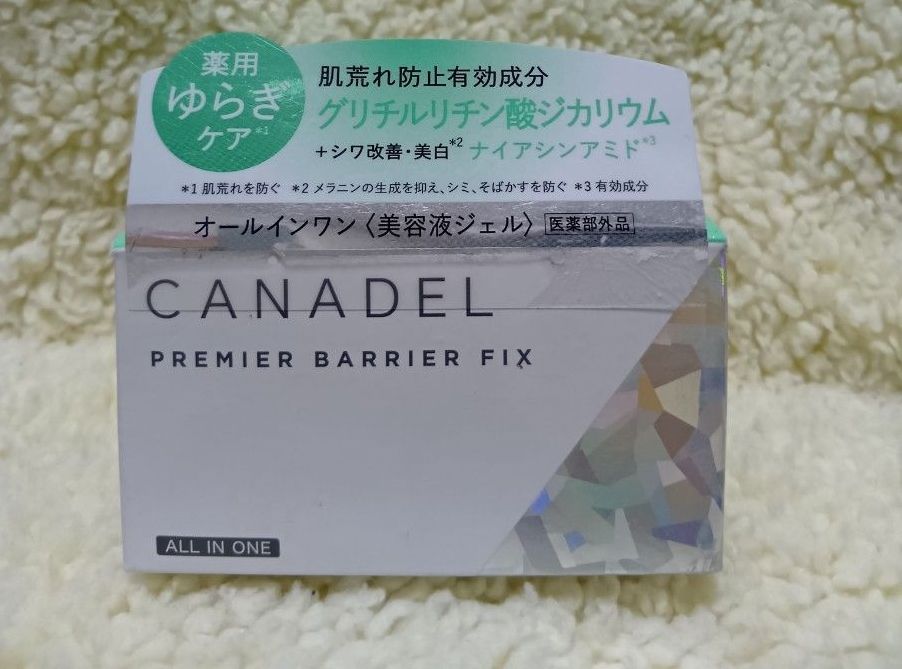 薬用
ゆらぎ
ケア*1
肌荒れ防止有効成分
グリチルリチン酸ジカリウム
+シワ改善・美白*2 ナイアシンアミド*3
*1 肌荒れを防ぐ *2 メラニンの生成を抑え、シミ、そばかすを防ぐ *3 有効成分
オールインワン〈美容液ジェル〉 医薬部外品
CANADEL
PREMIER BARRIER FIX
ALL IN ONE